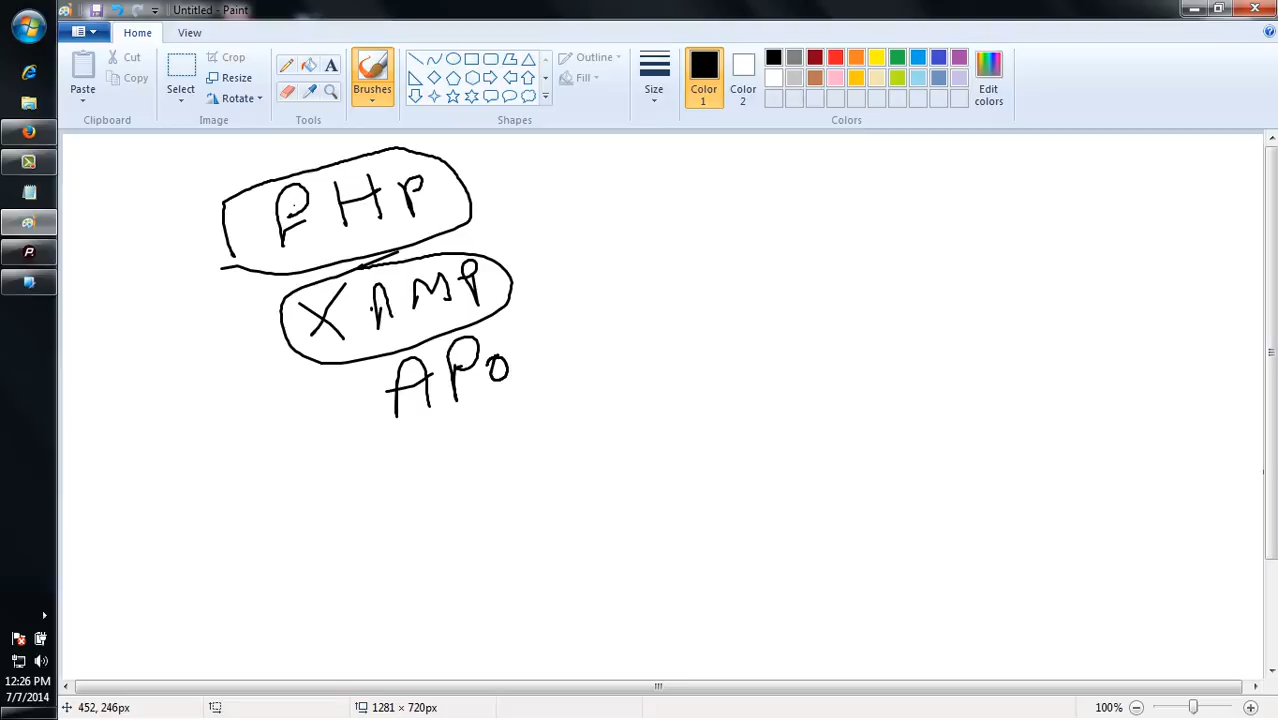 Untitled - Paint
Home
View
Paste
Cut
Copy
Clipboard
Select
Crop
Resize
Rotate
Image
Tools
Brushes
Shapes
Outline
Fill
Size
Color 1
Color 2
Edit colors
Colors
PHP
XAMP
APo
12:26 PM
7/7/2014
452, 246px
1281 × 720px
100%